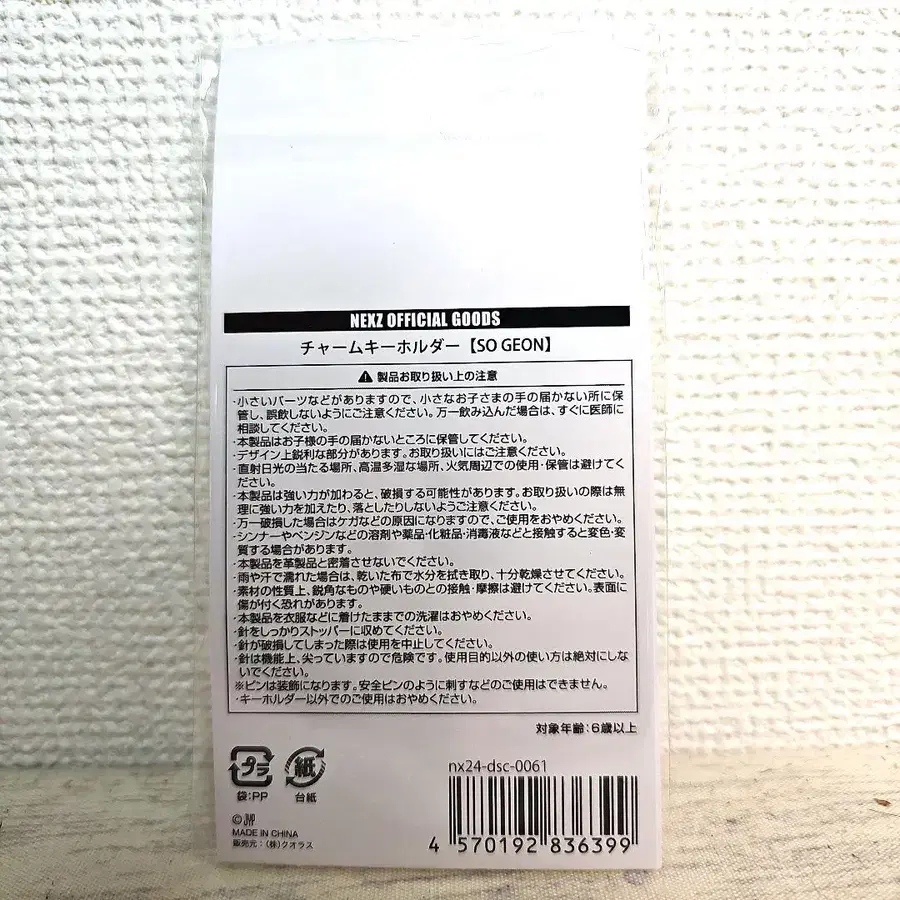 NEXZ OFFICIAL GOODS
チャームキーホルダー【SO GEON】
⚠ 製品お取り扱い上の注意
・小さいパーツなどがありますので、小さなお子さまの手の届かない所に保
管し、誤飲しないようにご注意ください。万一飲み込んだ場合は、すぐに医師に
相談してください。
・本製品はお子様の手の届かないところに保管してください。
・デザイン上鋭利な部分があります。お取り扱いにはご注意ください。
・直射日光の当たる場所、高温多湿な場所、火気周辺での使用・保管は避けてく
ださい。
・本製品は強い力が加わると、破損する可能性があります。お取り扱いの際は無
理に強い力を加えたり、落としたりしないようご注意ください。
・万一破損した場合はケガなどの原因になりますので、ご使用をおやめください。
・シンナーやベンジンなどの溶剤や薬品・化粧品・消毒液などと接触すると変色・変
質する場合があります。
・本製品を革製品と密着させないでください。
・雨や汗で濡れた場合は、乾いた布で水分を拭き取り、十分乾燥させてください。
・素材の性質上、鋭角なものや硬いものとの接触・摩擦は避けてください。表面に
傷が付く恐れがあります。
・本製品を衣服などに着けたままでの洗濯はおやめください。
・針をしっかりストッパーに収めてください。
・針が破損してしまった際は使用を中止してください。
・針は機能上、尖っていますので危険です。使用目的以外の使い方は絶対にしな
いでください。
※ピンは装飾になります。安全ピンのように刺すなどのご使用はできません。
・キーホルダー以外でのご使用はおやめください。
対象年齢:6歳以上
プラ 紙
袋:PP 台紙
nx24-dsc-0061
© JYP
MADE IN CHINA
販売元:(株)クオラス
4 570192 836399